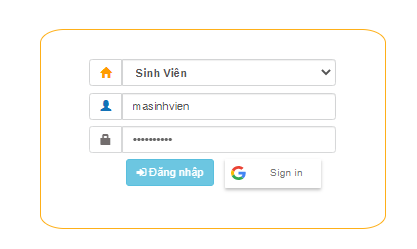 Sinh Viên
masinhvien
••••••••••
Đăng nhập
Sign in